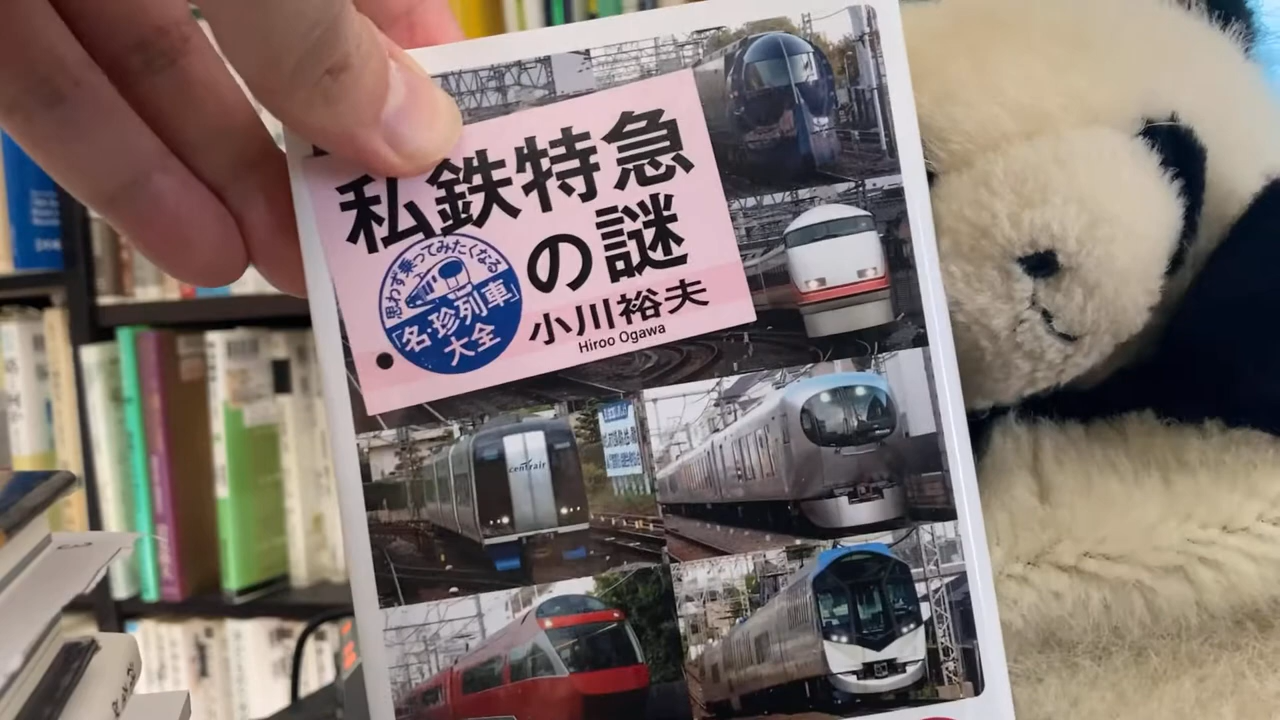 私鉄特急
の謎
思わず乗ってみたくなる
「名・珍列車」
大全
小川裕夫
Hiroo Ogawa
centrair